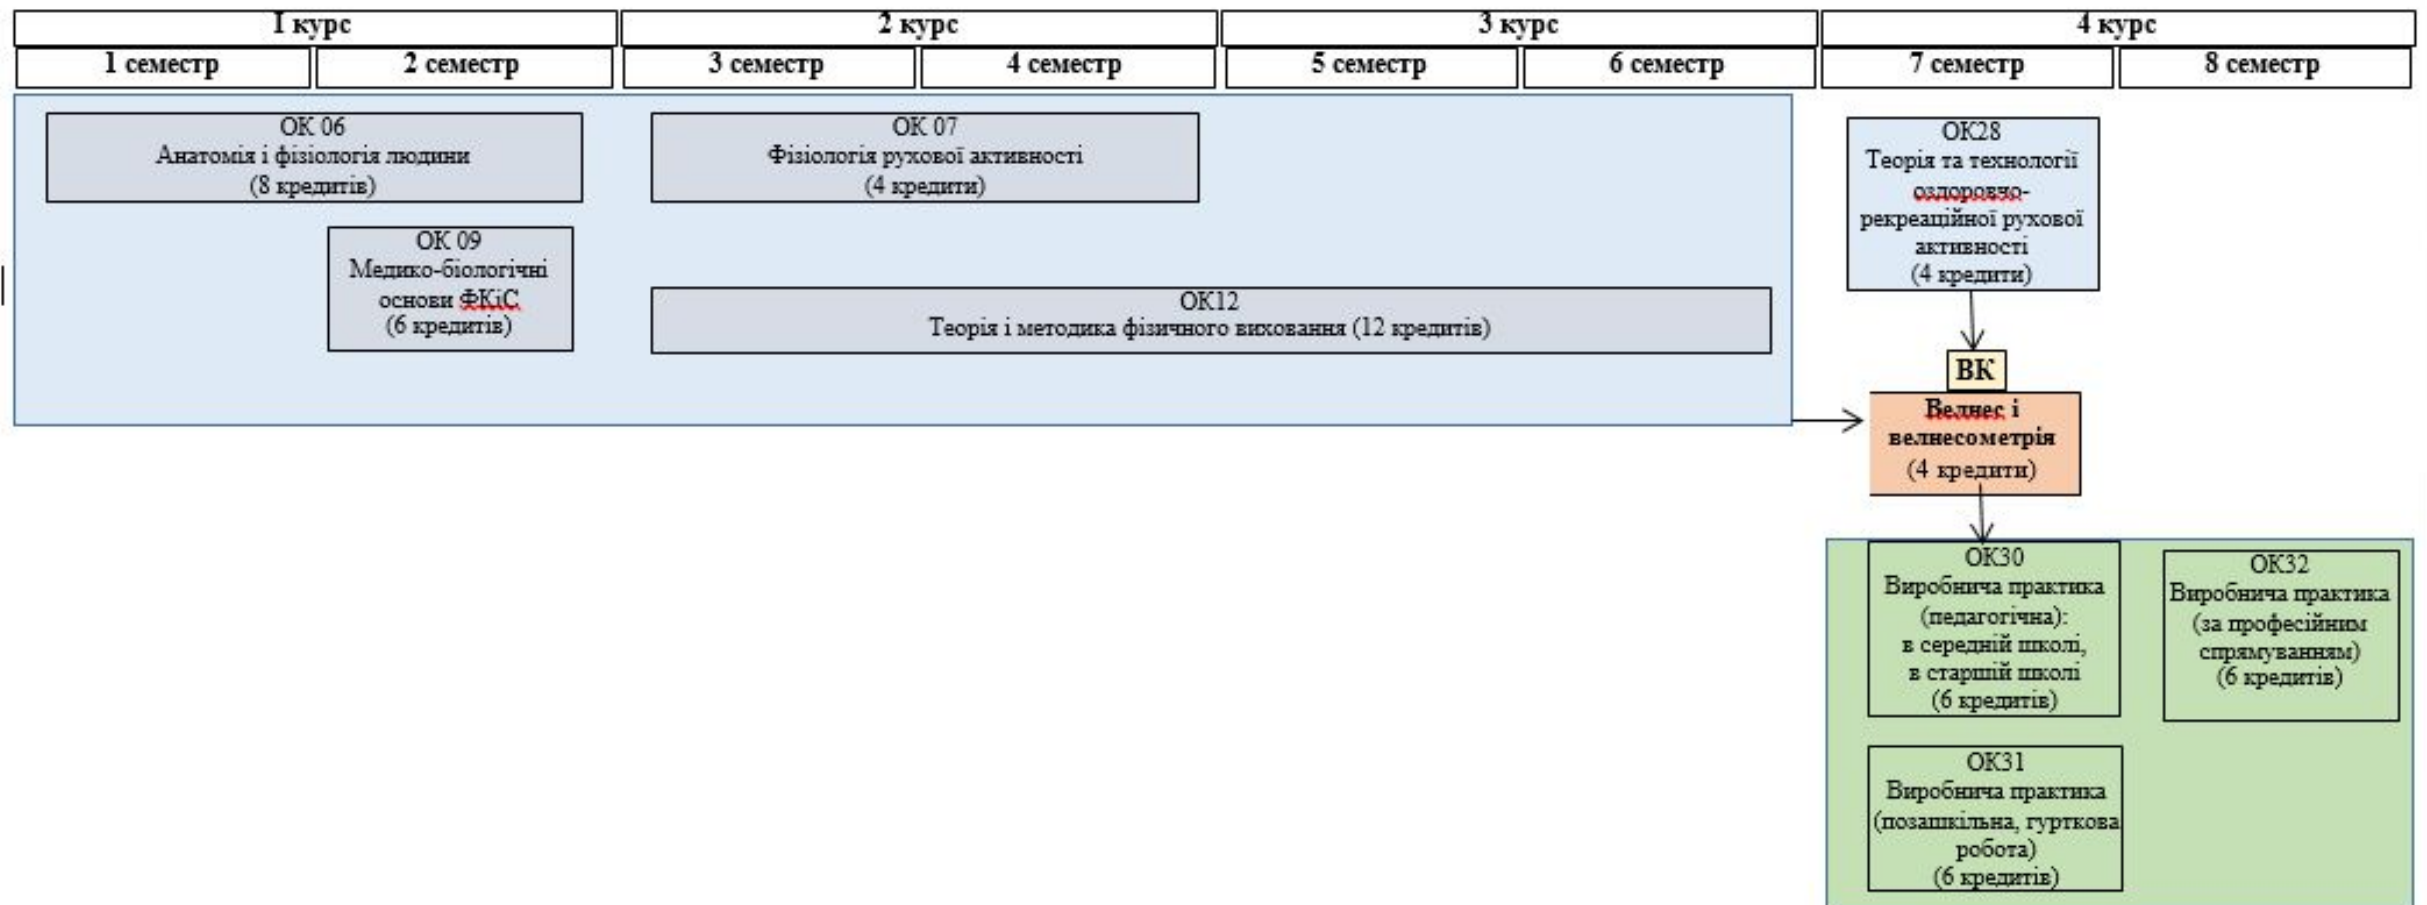 І курс
2 курс
3 курс
4 курс
1 семестр
2 семестр
3 семестр
4 семестр
5 семестр
6 семестр
7 семестр
8 семестр
ОК 06
Анатомія і фізіологія людини
(8 кредитів)
ОК 07
Фізіологія рухової активності
(4 кредити)
ОК 09
Медико-біологічні
основи ФКіС
(6 кредитів)
ОК12
Теорія і методика фізичного виховання (12 кредитів)
ОК28
Теорія та технології
оздоровчо-
рекреаційної рухової
активності
(4 кредити)
ВК
Велнес і
велнесометрія
(4 кредити)
ОК30
Виробнича практика
(педагогічна):
в середній школі,
в старшій школі
(6 кредитів)
ОК32
Виробнича практика
(за професійним
спрямуванням)
(6 кредитів)
ОК31
Виробнича практика
(позашкільна, гурткова
робота)
(6 кредитів)